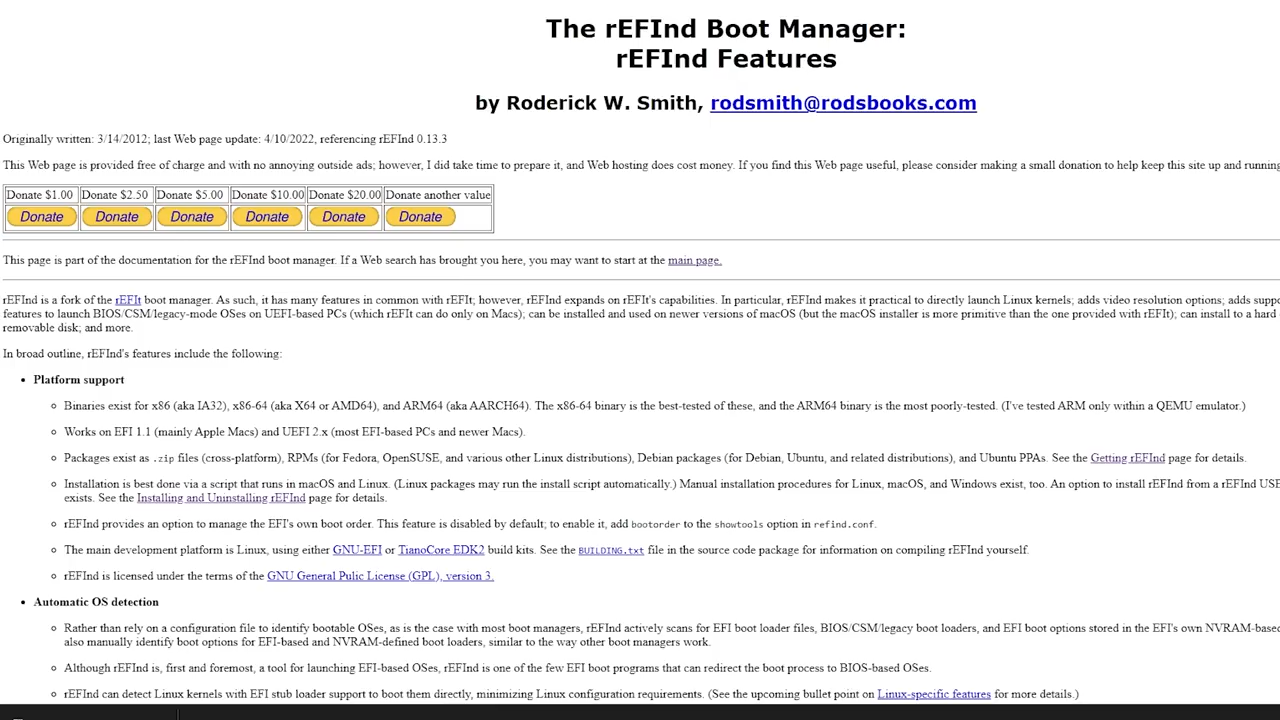 The rEFInd Boot Manager:
rEFInd Features
by Roderick W. Smith, rodsmith@rodsbooks.com
Originally written: 3/14/2012; last Web page update: 4/10/2022, referencing rEFInd 0.13.3
This Web page is provided free of charge and with no annoying outside ads; however, I did take time to prepare it, and Web hosting does cost money. If you find this Web page useful, please consider making a small donation to help keep this site up and running
Donate $1.00 Donate $2.50 Donate $5.00 Donate $10.00 Donate $20.00 Donate another value
Donate Donate Donate Donate Donate Donate
This page is part of the documentation for the rEFInd boot manager. If a Web search has brought you here, you may want to start at the main page.
rEFInd is a fork of the rEFIt boot manager. As such, it has many features in common with rEFIt; however, rEFInd expands on rEFIt's capabilities. In particular, rEFInd makes it practical to directly launch Linux kernels; adds video resolution options; adds
features to launch BIOS/CSM/legacy-mode OSes on UEFI-based PCs (which rEFIt can do only on Macs); can be installed and used on newer versions of macOS (but the macOS installer is more primitive than the one provided with rEFIt); can install to a hard
removable disk; and more.
In broad outline, rEFInd's features include the following:
• Platform support
Binaries exist for x86 (aka IA32), x86-64 (aka X64 or AMD64), and ARM64 (aka AARCH64). The x86-64 binary is the best-tested of these, and the ARM64 binary is the most poorly-tested. (I've tested ARM only within a QEMU emulator.)
Works on EFI 1.1 (mainly Apple Macs) and UEFI 2.x (most EFI-based PCs and newer Macs).
Packages exist as .zip files (cross-platform), RPMs (for Fedora, OpenSUSE, and various other Linux distributions), Debian packages (for Debian, Ubuntu, and related distributions), and Ubuntu PPAs. See the Getting rEFInd page for details.
Installation is best done via a script that runs in macOS and Linux. (Linux packages may run the install script automatically.) Manual installation procedures for Linux, macOS, and Windows exist, too. An option to install rEFInd from a rEFInd
exists. See the Installing and Uninstalling rEFInd page for details.
rEFInd provides an option to manage the EFI's own boot order. This feature is disabled by default; to enable it, add bootorder to the showtools option in refind.conf.
The main development platform is Linux, using either GNU-EFI or TianoCore EDK2 build kits. See the BUILDING.txt file in the source code package for information on compiling rEFInd yourself.
rEFInd is licensed under the terms of the GNU General Pulic License (GPL), version 3.
• Automatic OS detection
Rather than rely on a configuration file to identify bootable OSes, as is the case with most boot managers, rEFInd actively scans for EFI boot loader files, BIOS/CSM/legacy boot loaders, and EFI boot options stored in the EFI's own
also manually identify boot options for EFI-based and NVRAM-defined boot loaders, similar to the way other boot managers work.
Although rEFInd is, first and foremost, a tool for launching EFI-based OSes, rEFInd is one of the few EFI boot programs that can redirect the boot process to BIOS-based OSes.
rEFInd can detect Linux kernels with EFI stub loader support to boot them directly, minimizing Linux configuration requirements. (See the upcoming bullet point on Linux-specific features for more details.)